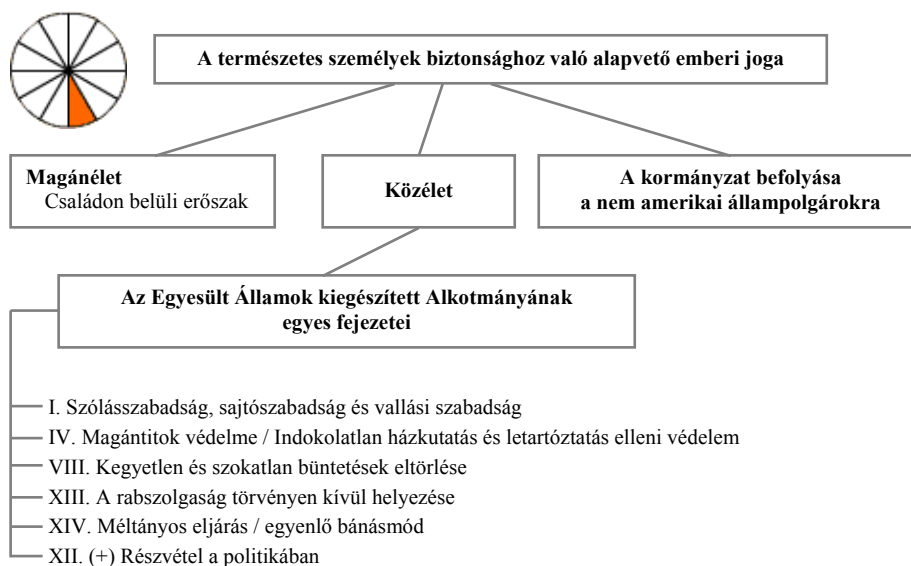 A természetes személyek biztonsághoz való alapvető emberi joga
Magánélet
Családon belüli erőszak
Közélet
A kormányzat befolyása
a nem amerikai állampolgárokra
Az Egyesült Államok kiegészített Alkotmányának
egyes fejezetei
I. Szólásszabadság, sajtószabadság és vallási szabadság
IV. Magántitok védelme / Indokolatlan házkutatás és letartóztatás elleni védelem
VIII. Kegyetlen és szokatlan büntetések eltörlése
XIII. A rabszolgaság törvényen kívül helyezése
XIV. Méltányos eljárás / egyenlő bánásmód
XII. (+) Részvétel a politikában